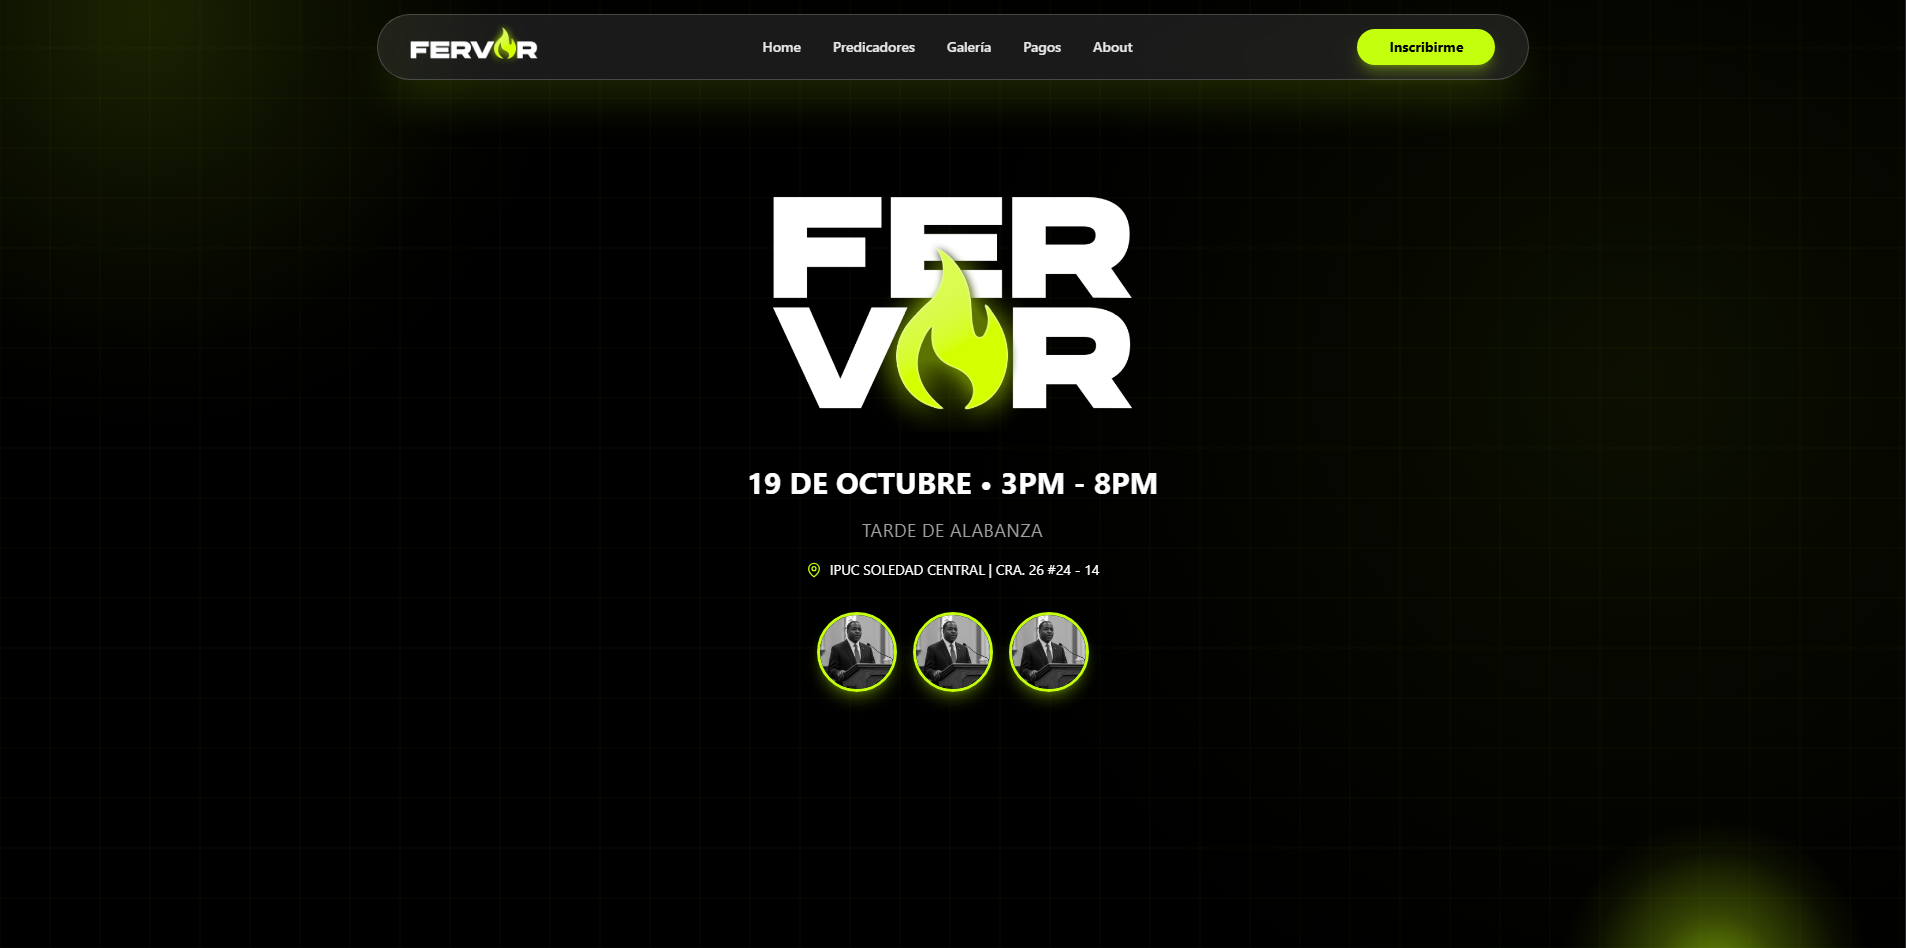 FERVOR
Home
Predicadores
Galería
Pagos
About
Inscribirme
FER
VOR
19 DE OCTUBRE • 3PM - 8PM
TARDE DE ALABANZA
IPUC SOLEDAD CENTRAL | CRA. 26 #24 - 14